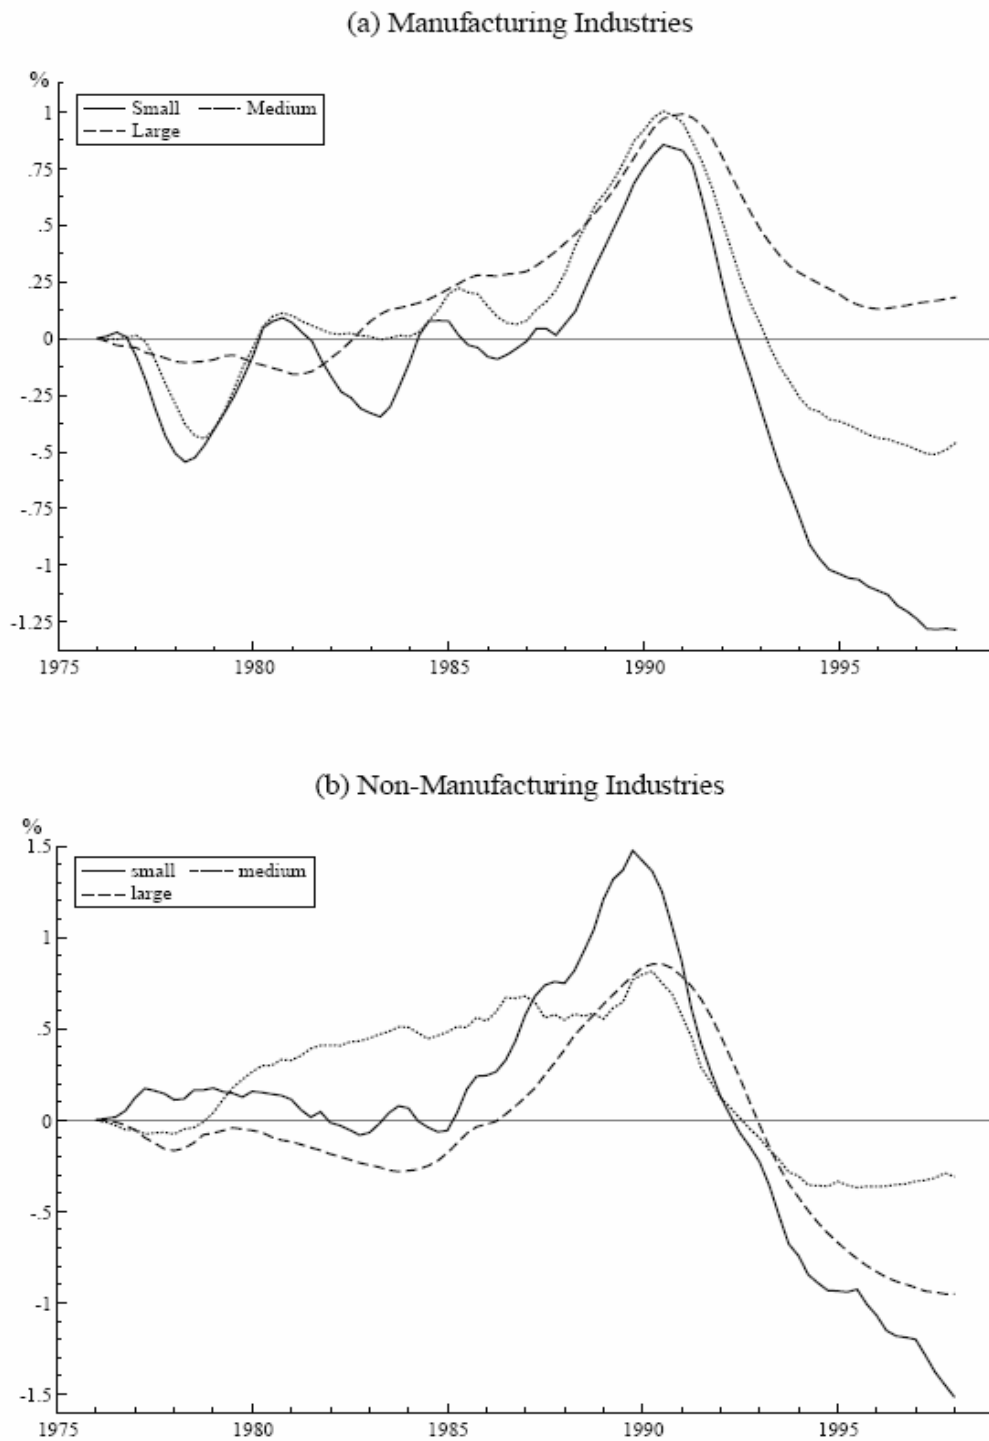 (a) Manufacturing Industries
%
Small Medium
Large
1
.75
.5
.25
0
-.25
-.5
-.75
-1
-1.25
1975 1980 1985 1990 1995
(b) Non-Manufacturing Industries
%
1.5
small medium
large
1
.5
0
-.5
-1
-1.5
1975 1980 1985 1990 1995